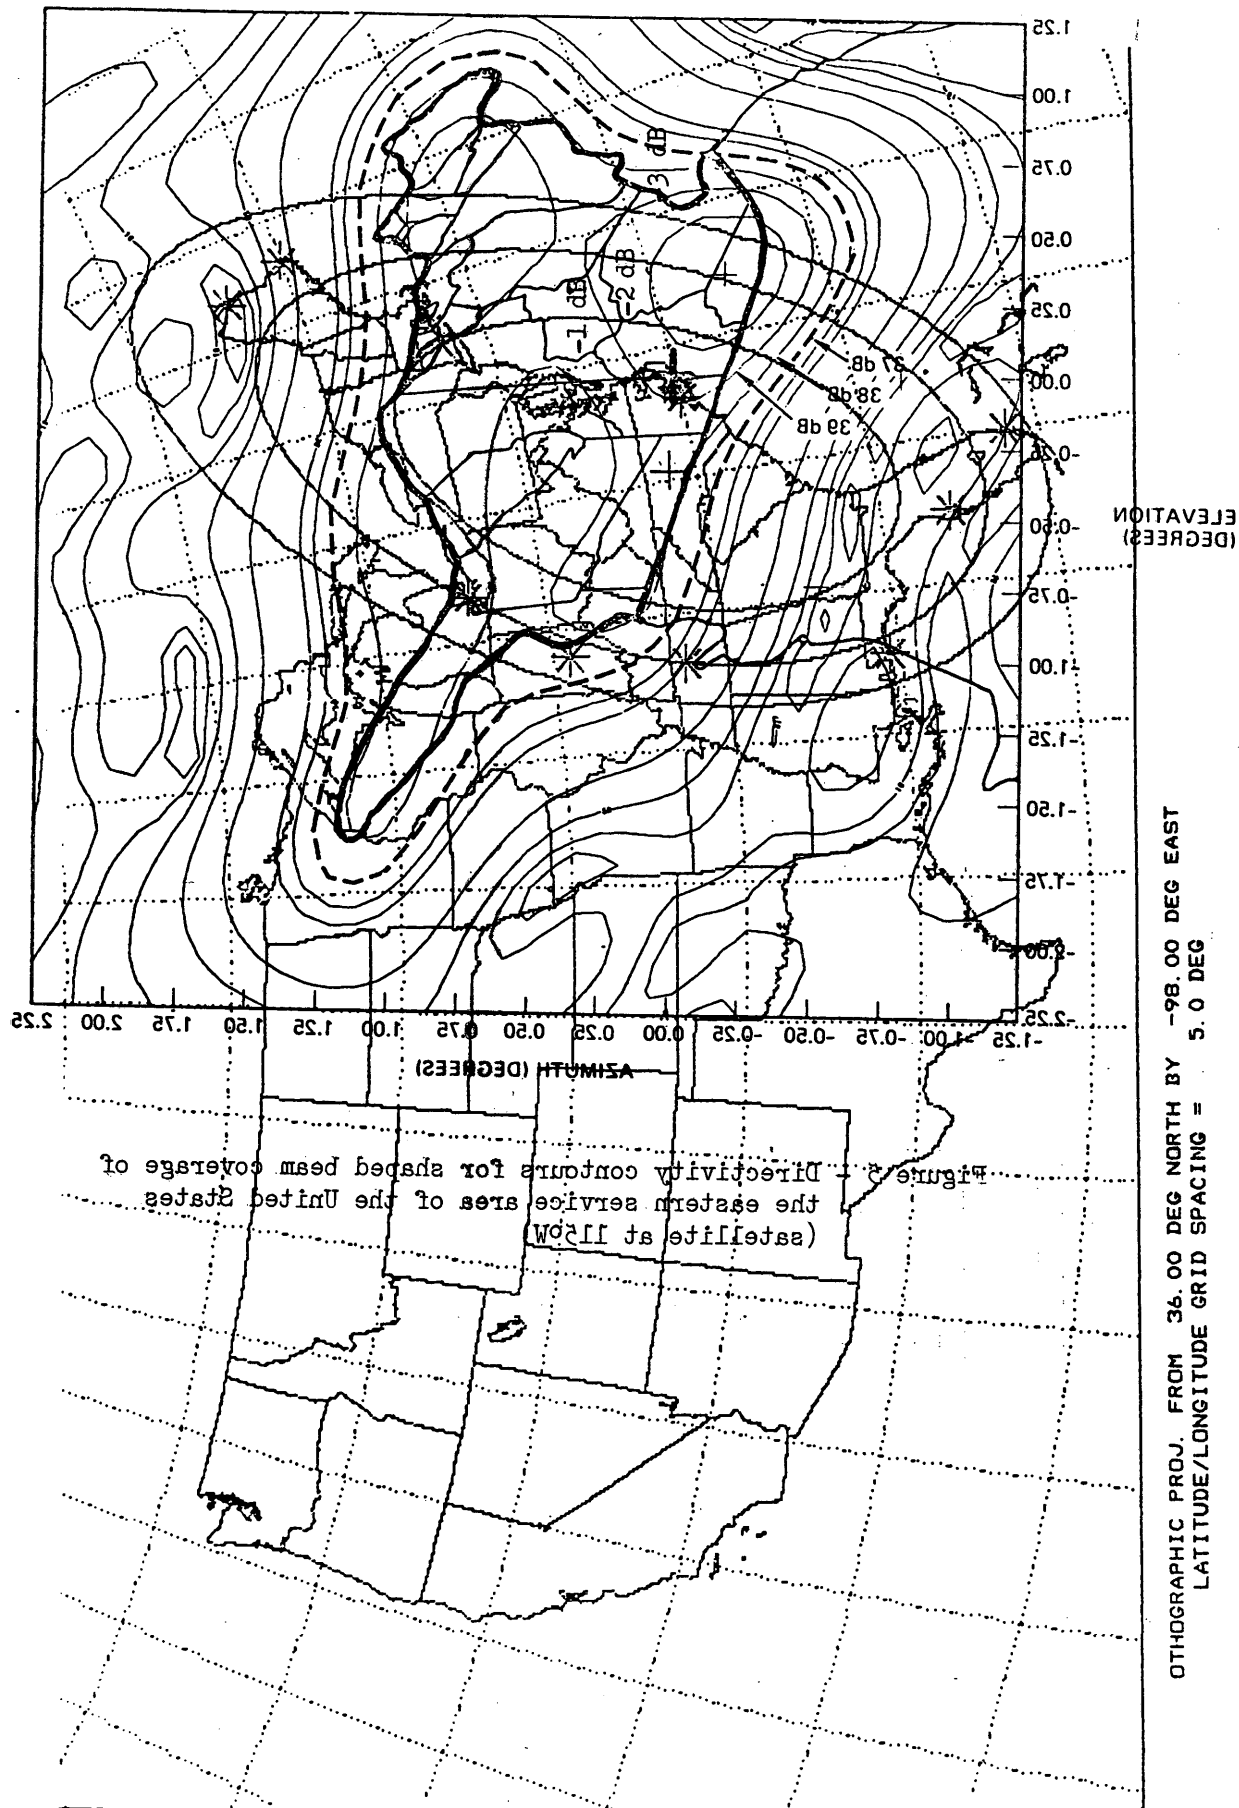 1.25
1.00
0.75
0.50
0.25
0.00
-0.25
-0.50
-0.75
-1.00
-1.25
-1.50
-1.75
-2.00
-2.25
ELEVATION
(DEGREES)
3 dB
-2 dB
-1 dB
37 dB
38 dB
39 dB
2.25 2.00 1.75 1.50 1.25 1.00 0.75 0.50 0.25 0.00 -0.25 -0.50 -0.75 -1.00 -1.25
AZIMUTH (DEGREES)
Figure 5 - Directivity contours for shaped beam coverage of
the eastern service area of the United States
(satellite at 115°W)
OTHOGRAPHIC PROJ. FROM 36.00 DEG NORTH BY -98.00 DEG EAST
LATITUDE/LONGITUDE GRID SPACING = 5.0 DEG